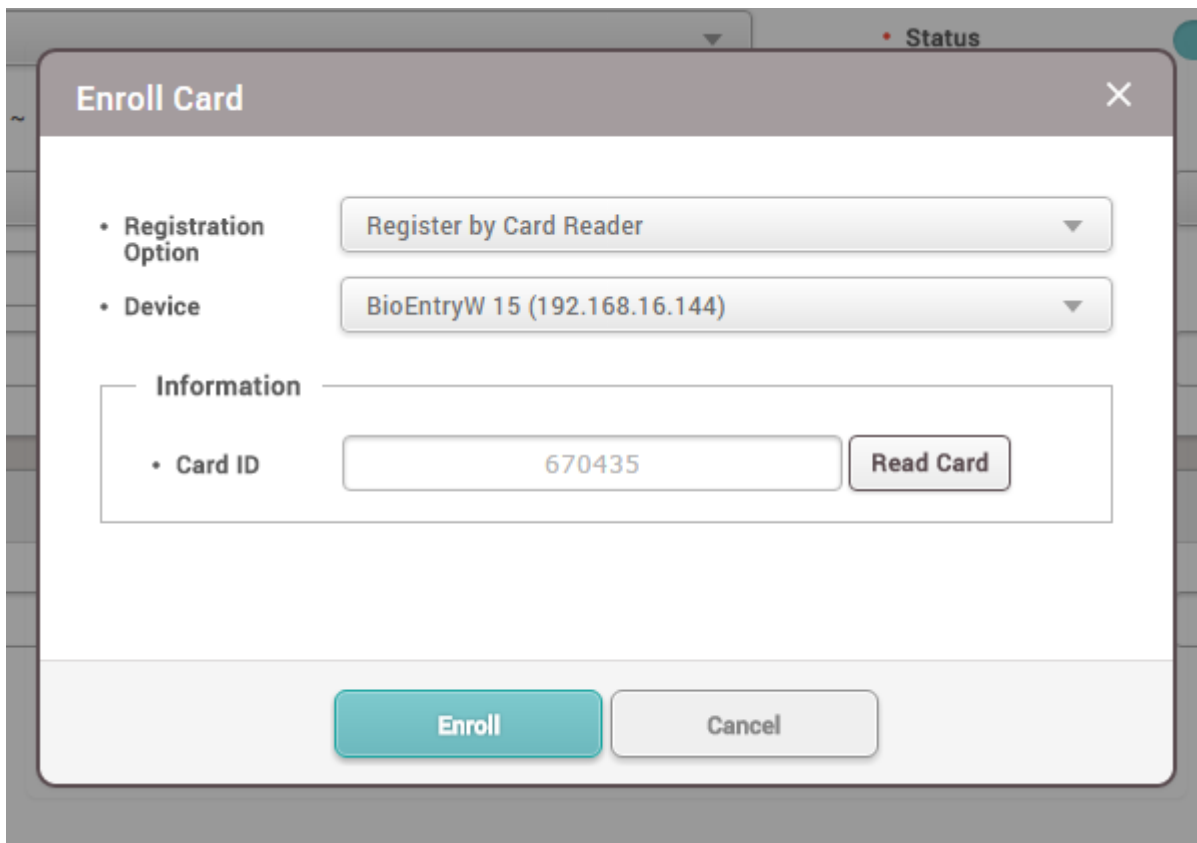 • Status
Enroll Card
~
• Registration Option
Register by Card Reader
• Device
BioEntryW 15 (192.168.16.144)
Information
• Card ID
670435
Read Card
Enroll
Cancel